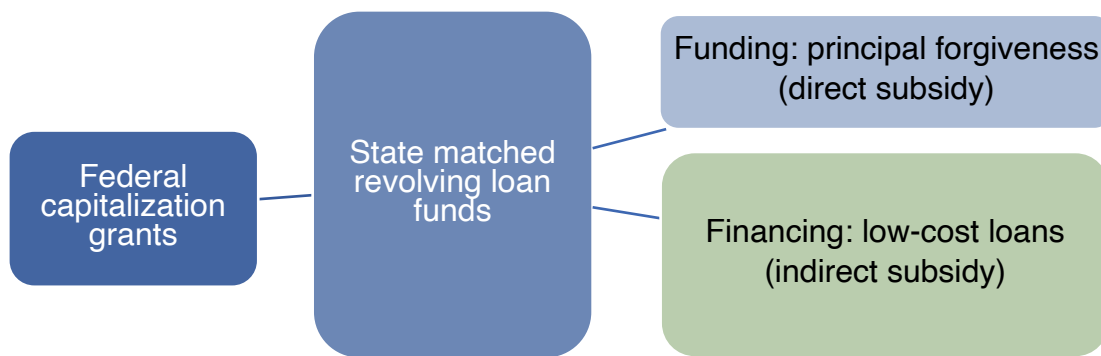 Federal
capitalization
grants
State matched
revolving loan
funds
Funding: principal forgiveness
(direct subsidy)
Financing: low-cost loans
(indirect subsidy)